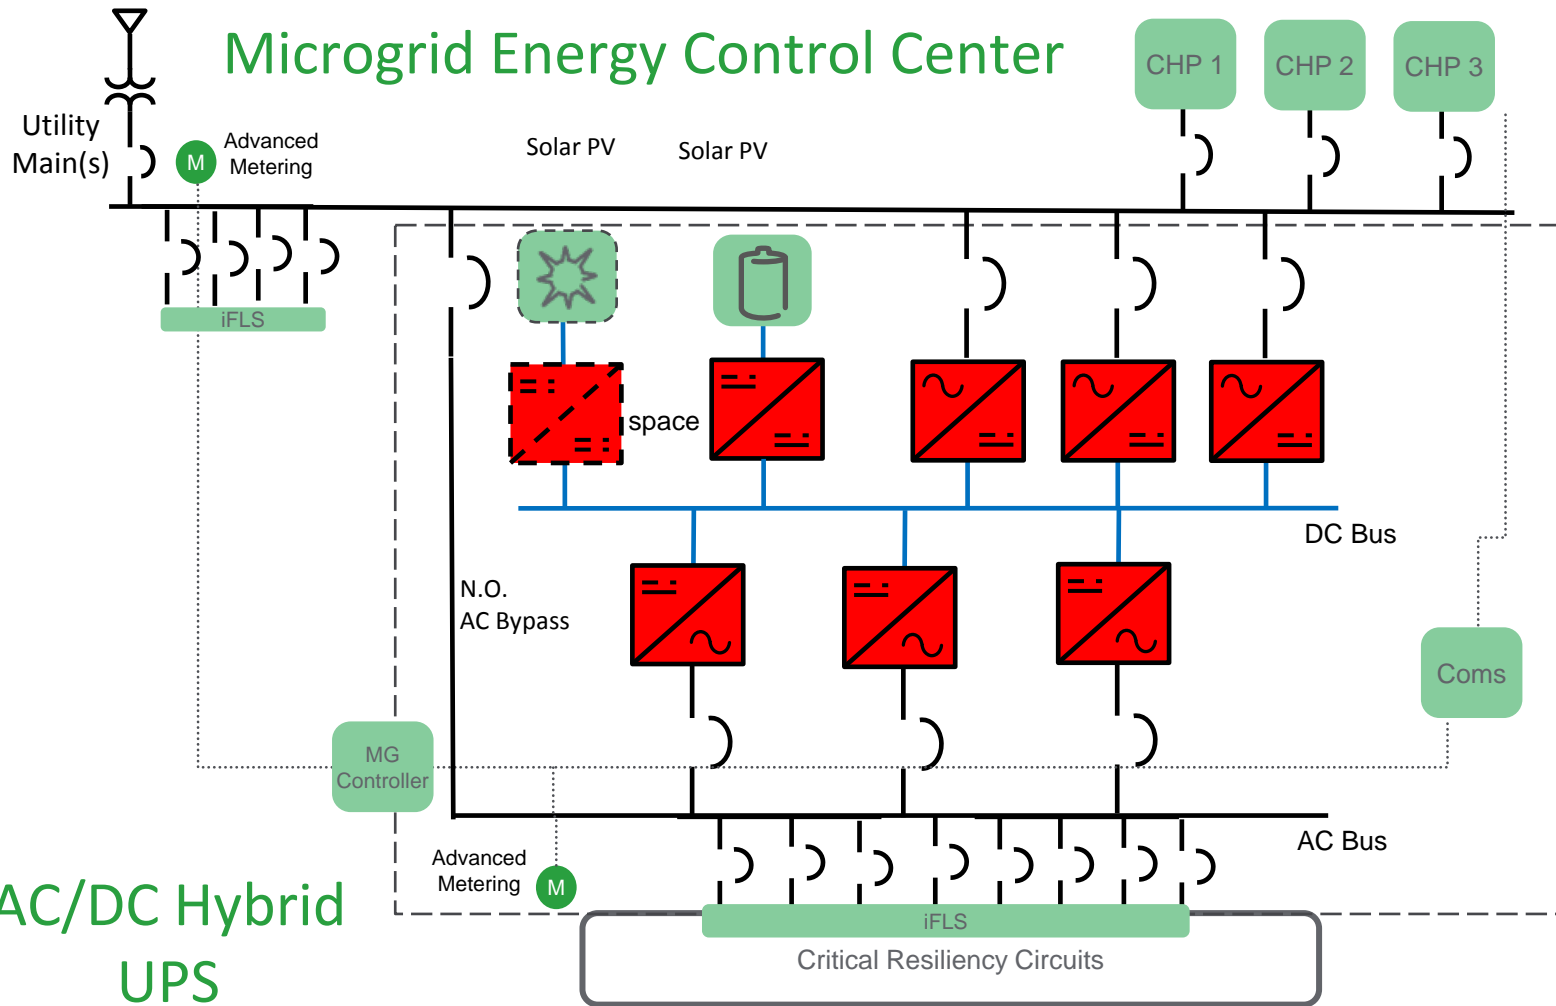 Microgrid Energy Control Center
CHP 1
CHP 2
CHP 3
Utility
Main(s)
M
Advanced
Metering
Solar PV
Solar PV
iFLS
space
DC Bus
N.O.
AC Bypass
Coms
MG
Controller
AC Bus
Advanced
Metering
M
AC/DC Hybrid
UPS
iFLS
Critical Resiliency Circuits